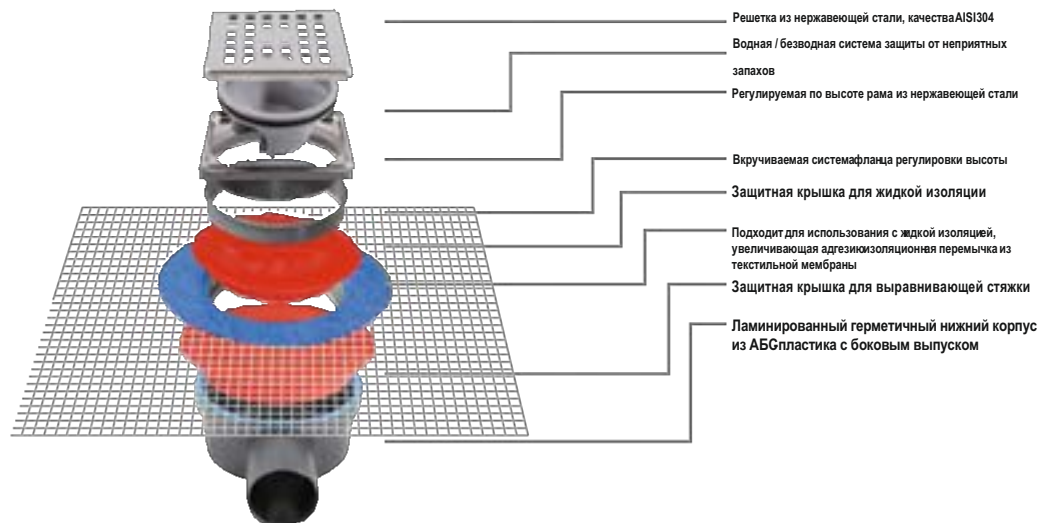 Решетка из нержавеющей стали, качестваAISI304
Водная / безводная система защиты от неприятных
запахов
Регулируемая по высоте рама из нержавеющей стали
Вкручиваемая системафланца регулировки высоты
Защитная крышка для жидкой изоляции
Подходит для использования с жидкой изоляцией,
увеличивающая адгезиюизоляционная перемычка из
текстильной мембраны
Защитная крышка для выравнивающей стяжки
Ламинированный герметичный нижний корпус
из АБСпластика с боковым выпуском